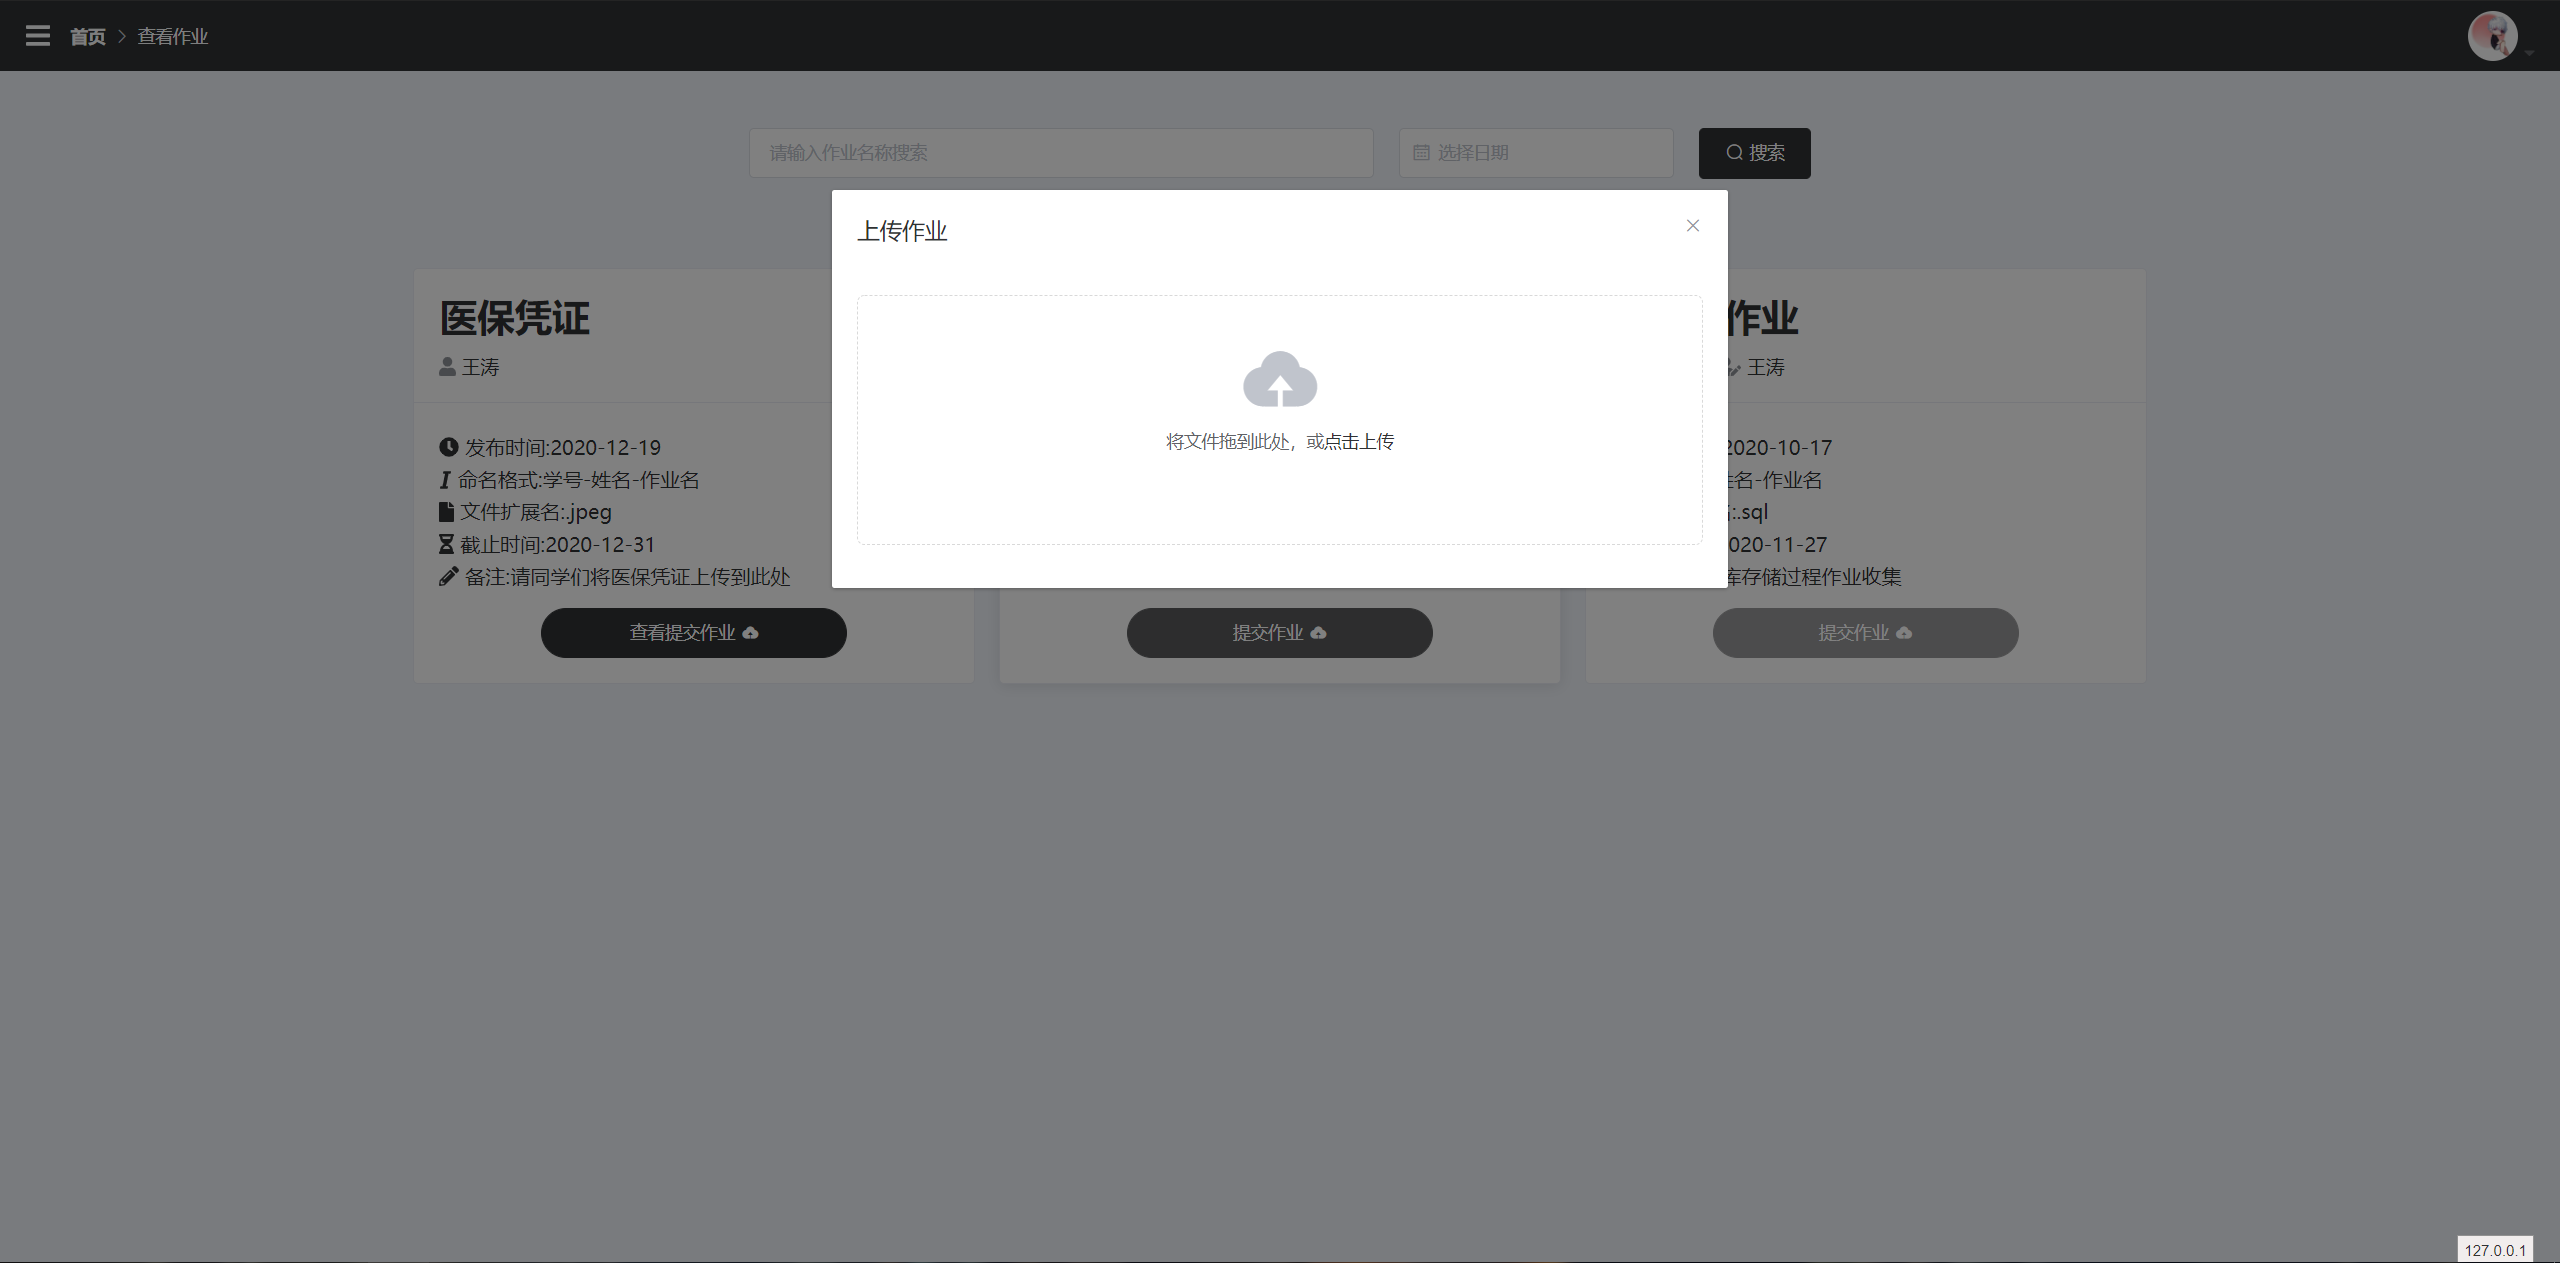 首页 > 查看作业
请输入作业名称搜索
选择日期
搜索
上传作业
将文件拖到此处，或点击上传
医保凭证
王涛
发布时间:2020-12-19
命名格式:学号-姓名-作业名
文件扩展名:.jpeg
截止时间:2020-12-31
备注:请同学们将医保凭证上传到此处
查看提交作业
提交作业
作业
王涛
2020-10-17
名-作业名
:.sql
020-11-27
存储过程作业收集
提交作业
127.0.0.1